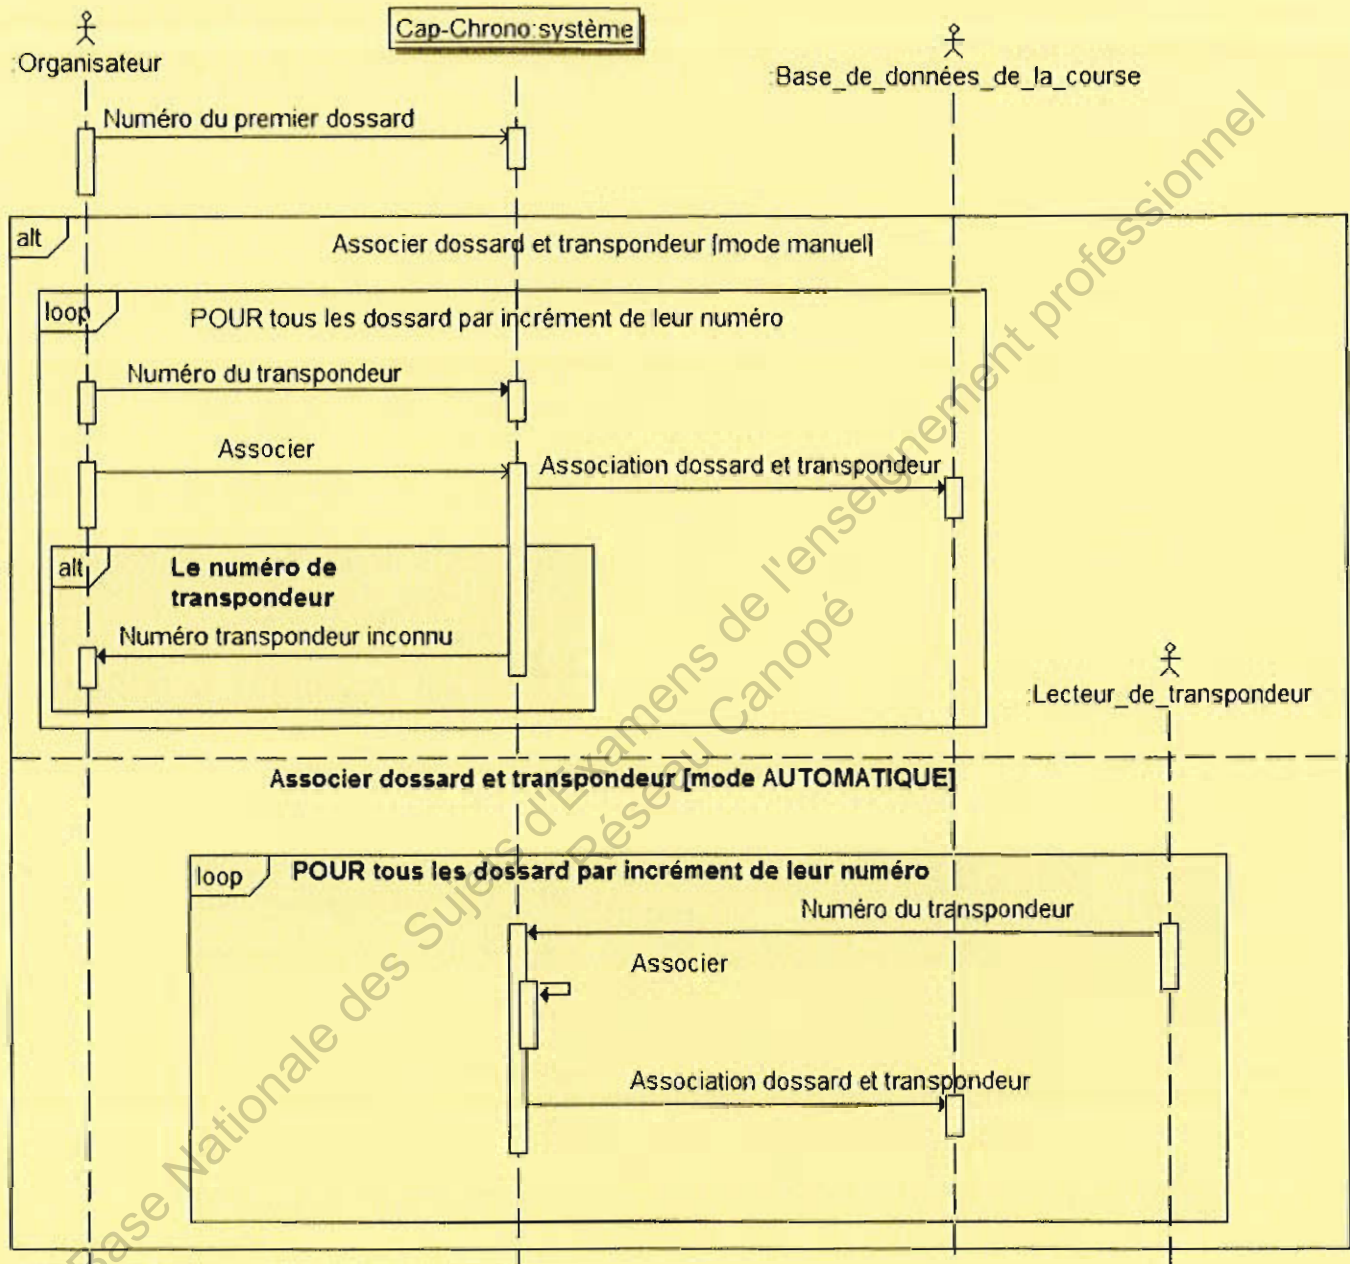 :Organisateur
Cap-Chrono:système
:Base_de_données_de_la_course
Numéro du premier dossard
alt
Associer dossard et transpondeur [mode manuel]
loop
POUR tous les dossard par incrément de leur numéro
Numéro du transpondeur
Associer
Association dossard et transpondeur
alt
Le numéro de
transpondeur
Numéro transpondeur inconnu
:Lecteur_de_transpondeur
Associer dossard et transpondeur [mode AUTOMATIQUE]
loop
POUR tous les dossard par incrément de leur numéro
Numéro du transpondeur
Associer
Association dossard et transpondeur
Base Nationale des Sujets d'Examens de l'enseignement professionnel
Réseau Canopé